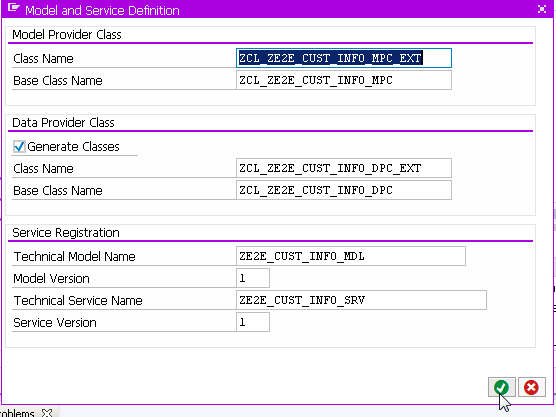 Model and Service Definition
Model Provider Class
Class Name ZCL_ZE2E_CUST_INFO_MPC_EXT
Base Class Name ZCL_ZE2E_CUST_INFO_MPC
Data Provider Class
Generate Classes
Class Name ZCL_ZE2E_CUST_INFO_DPC_EXT
Base Class Name ZCL_ZE2E_CUST_INFO_DPC
Service Registration
Technical Model Name ZE2E_CUST_INFO_MDL
Model Version 1
Technical Service Name ZE2E_CUST_INFO_SRV
Service Version 1
oblems